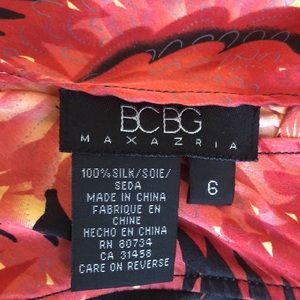 BCBG
MAXAZRIA
6
100% SILK/SOIE/
SEDA
MADE IN CHINA
FABRIQUE EN
CHINE
HECHO EN CHINA
RN 80734
CA 31458
CARE ON REVERSE